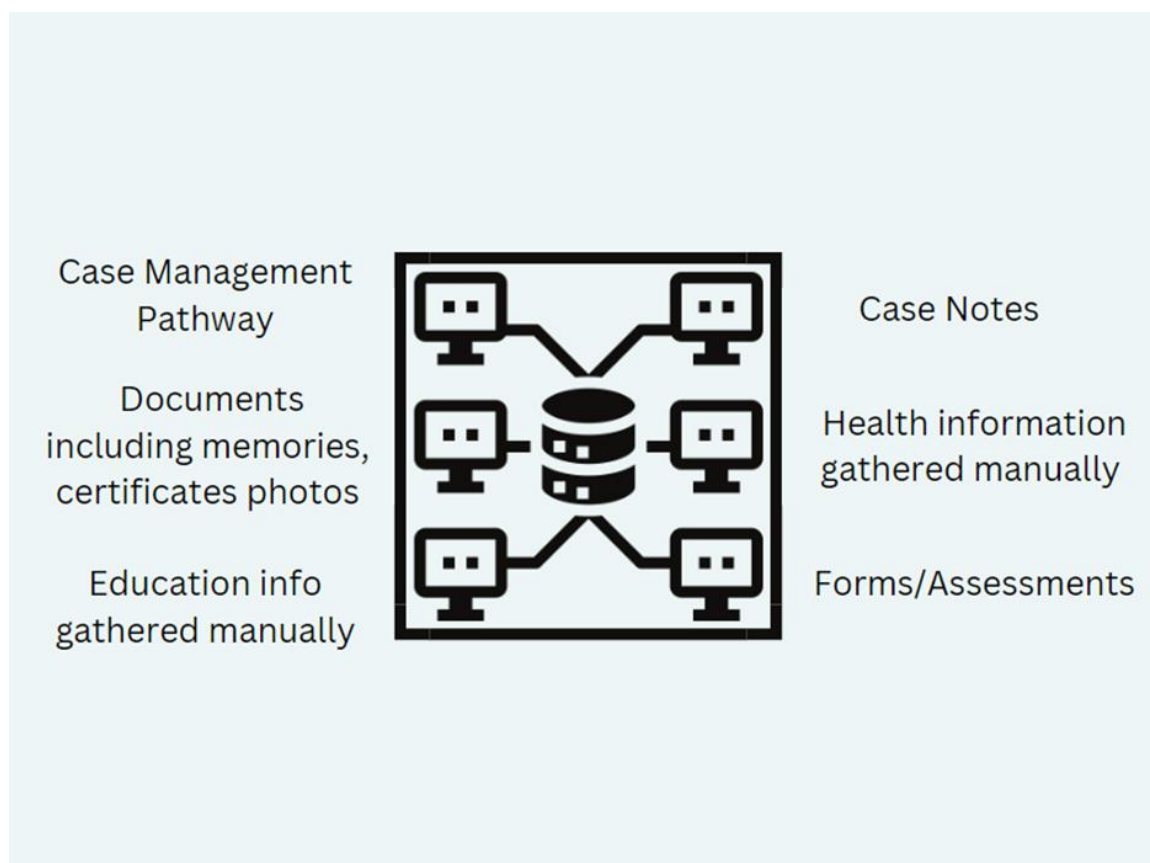 Case Management
Pathway
Documents
including memories,
certificates photos
Education info
gathered manually
Case Notes
Health information
gathered manually
Forms/Assessments